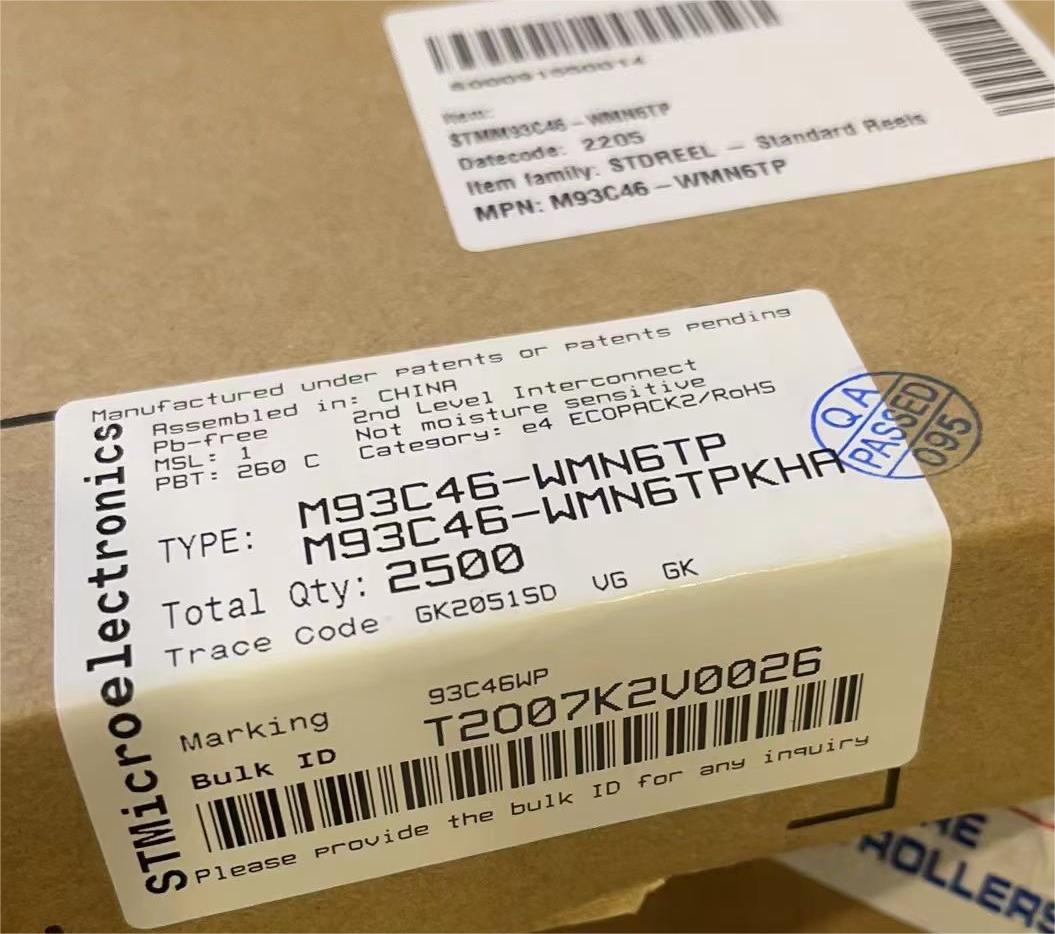 Item:
STMM93C46-WMN6TP
Datecode: 2205
Item family: STDREEL - Standard Reels
MPN: M93C46-WMN6TP
Manufactured under patents or patents pending
Assembled in: CHINA
Pb-free 2nd Level Interconnect
MSL: 1 Not moisture sensitive
PBT: 260 C Category: e4 ECOPACK2/RoHS
TYPE: M93C46-WMN6TP
M93C46-WMN6TPKHA
Total Qty: 2500
Trace Code GK20515D VG GK
Marking 93C46WP
Bulk ID T2007K2V0026
Please provide the bulk ID for any inquiry
STMicroelectronics
QA
PASSED
095
ROLLERS